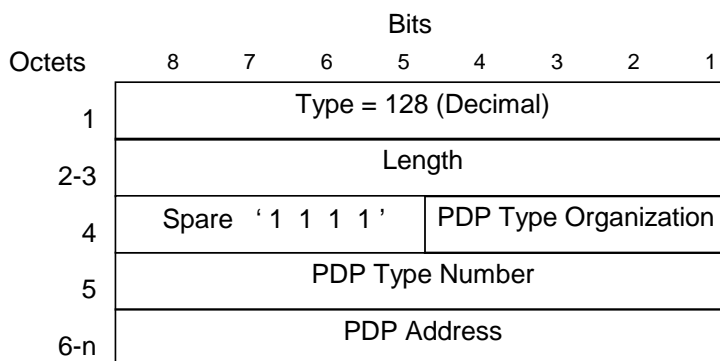 Bits
Octets 8 7 6 5 4 3 2 1
1 Type = 128 (Decimal)
2-3 Length
4 Spare ‘ 1 1 1 1 ’ PDP Type Organization
5 PDP Type Number
6-n PDP Address